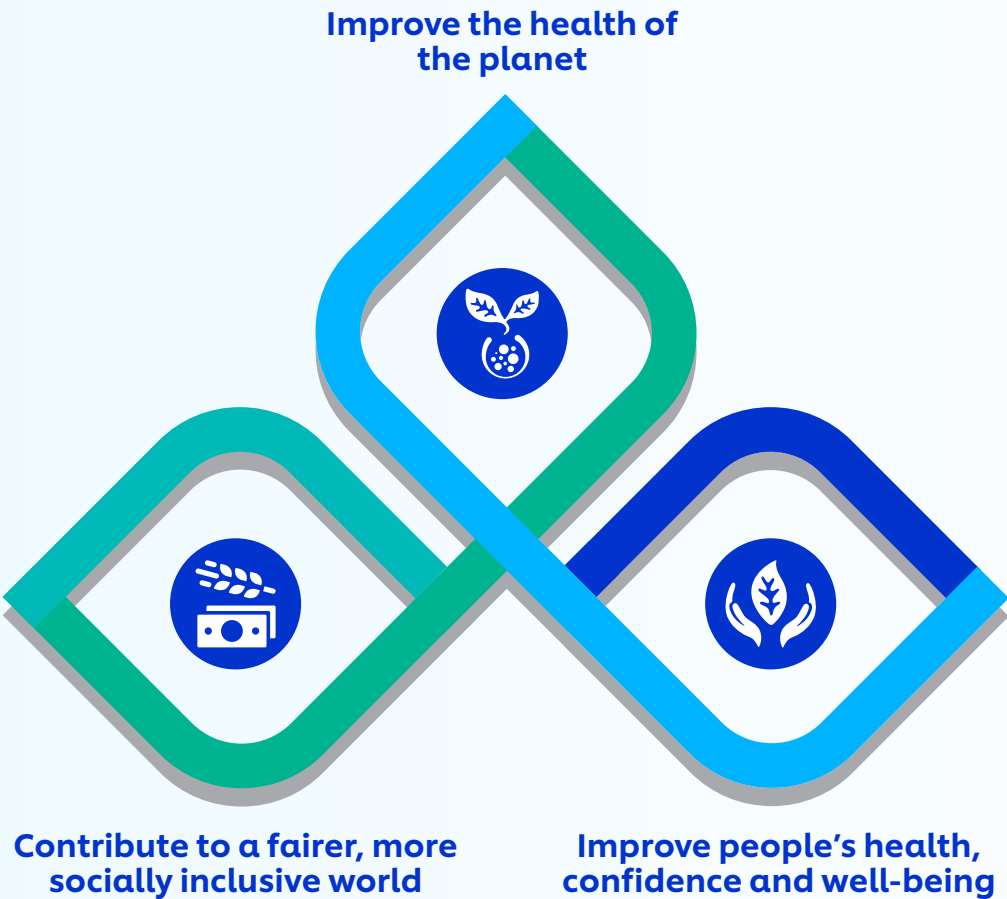 Improve the health of
the planet
Contribute to a fairer, more
socially inclusive world
Improve people’s health,
confidence and well-being